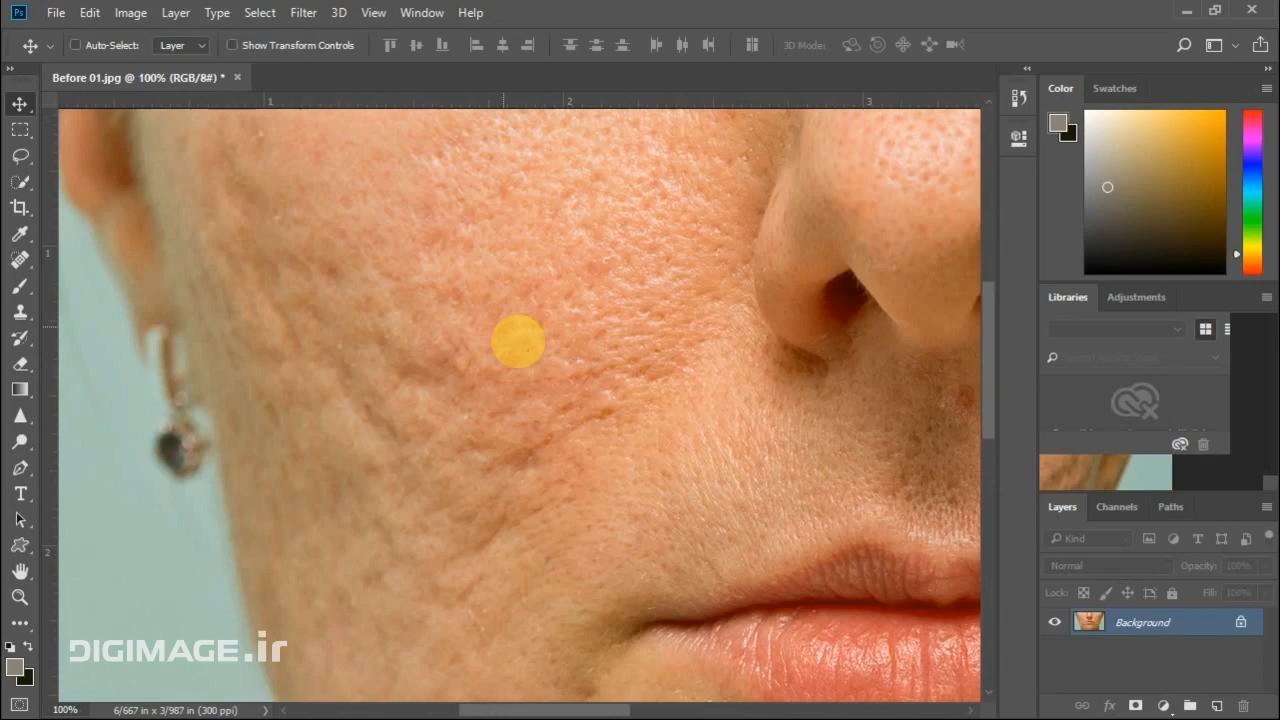 Ps File Edit Image Layer Type Select Filter 3D View Window Help
Auto-Select: Layer Show Transform Controls 3D Mode:
Before 01.jpg @ 100% (RGB/8#) *
1 2 3
1
2
T
DIGIMAGE.ir
100% 6/667 in x 3/987 in (300 ppi)
Color Swatches
Libraries Adjustments
Layers Channels Paths
Kind
Normal Opacity: 100%
Lock: Fill: 100%
Background
fx